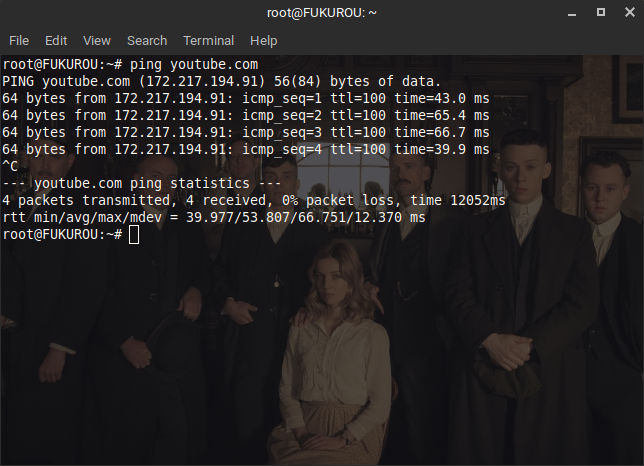 root@FUKUROU: ~
File Edit View Search Terminal Help
root@FUKUROU:~# ping youtube.com
PING youtube.com (172.217.194.91) 56(84) bytes of data.
64 bytes from 172.217.194.91: icmp_seq=1 ttl=100 time=43.0 ms
64 bytes from 172.217.194.91: icmp_seq=2 ttl=100 time=65.4 ms
64 bytes from 172.217.194.91: icmp_seq=3 ttl=100 time=66.7 ms
64 bytes from 172.217.194.91: icmp_seq=4 ttl=100 time=39.9 ms
^C
--- youtube.com ping statistics ---
4 packets transmitted, 4 received, 0% packet loss, time 12052ms
rtt min/avg/max/mdev = 39.977/53.807/66.751/12.370 ms
root@FUKUROU:~#